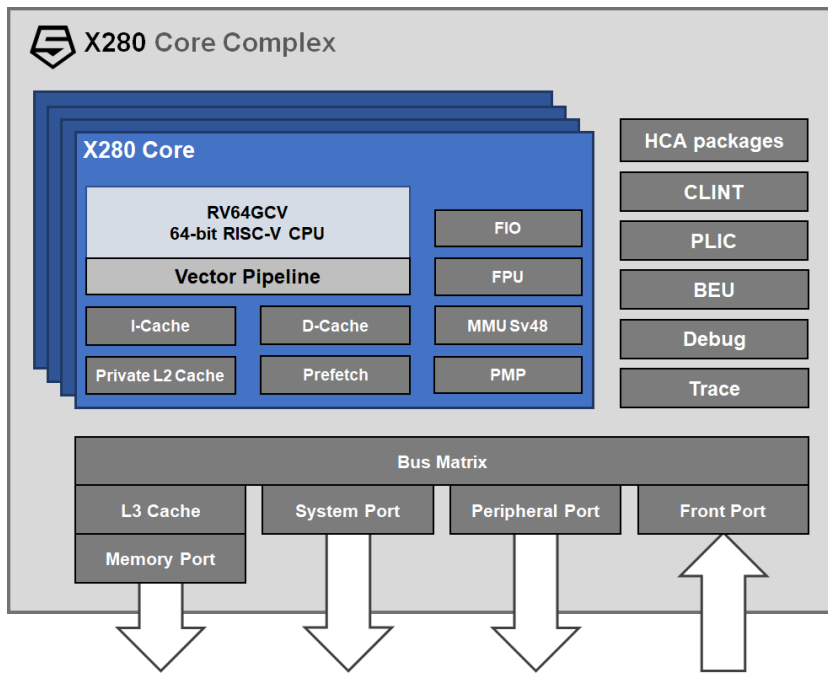 X280 Core Complex
X280 Core
RV64GCV
64-bit RISC-V CPU
Vector Pipeline
I-Cache
D-Cache
Private L2 Cache
Prefetch
FIO
FPU
MMU Sv48
PMP
HCA packages
CLINT
PLIC
BEU
Debug
Trace
Bus Matrix
L3 Cache
System Port
Peripheral Port
Front Port
Memory Port